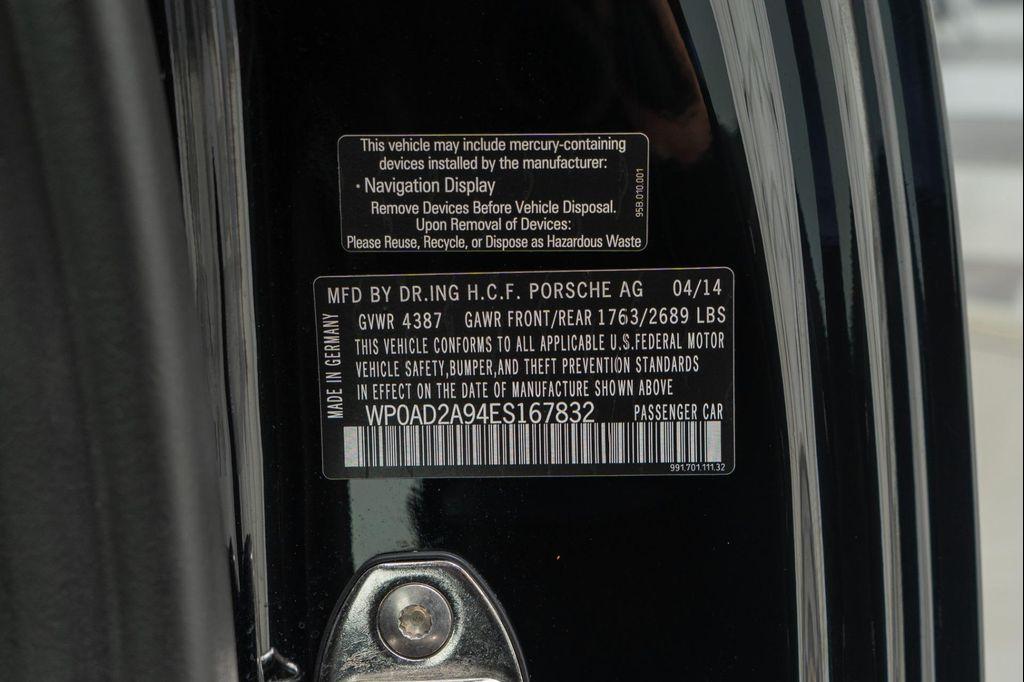 This vehicle may include mercury-containing
devices installed by the manufacturer:
· Navigation Display
Remove Devices Before Vehicle Disposal.
Upon Removal of Devices:
Please Reuse, Recycle, or Dispose as Hazardous Waste
95B.010.001
MFD BY DR.ING H.C.F. PORSCHE AG 04/14
GVWR 4387 GAWR FRONT/REAR 1763/2689 LBS
THIS VEHICLE CONFORMS TO ALL APPLICABLE U.S.FEDERAL MOTOR
VEHICLE SAFETY,BUMPER,AND THEFT PREVENTION STANDARDS
IN EFFECT ON THE DATE OF MANUFACTURE SHOWN ABOVE
MADE IN GERMANY
WP0AD2A94ES167832 PASSENGER CAR
991.701.111.32